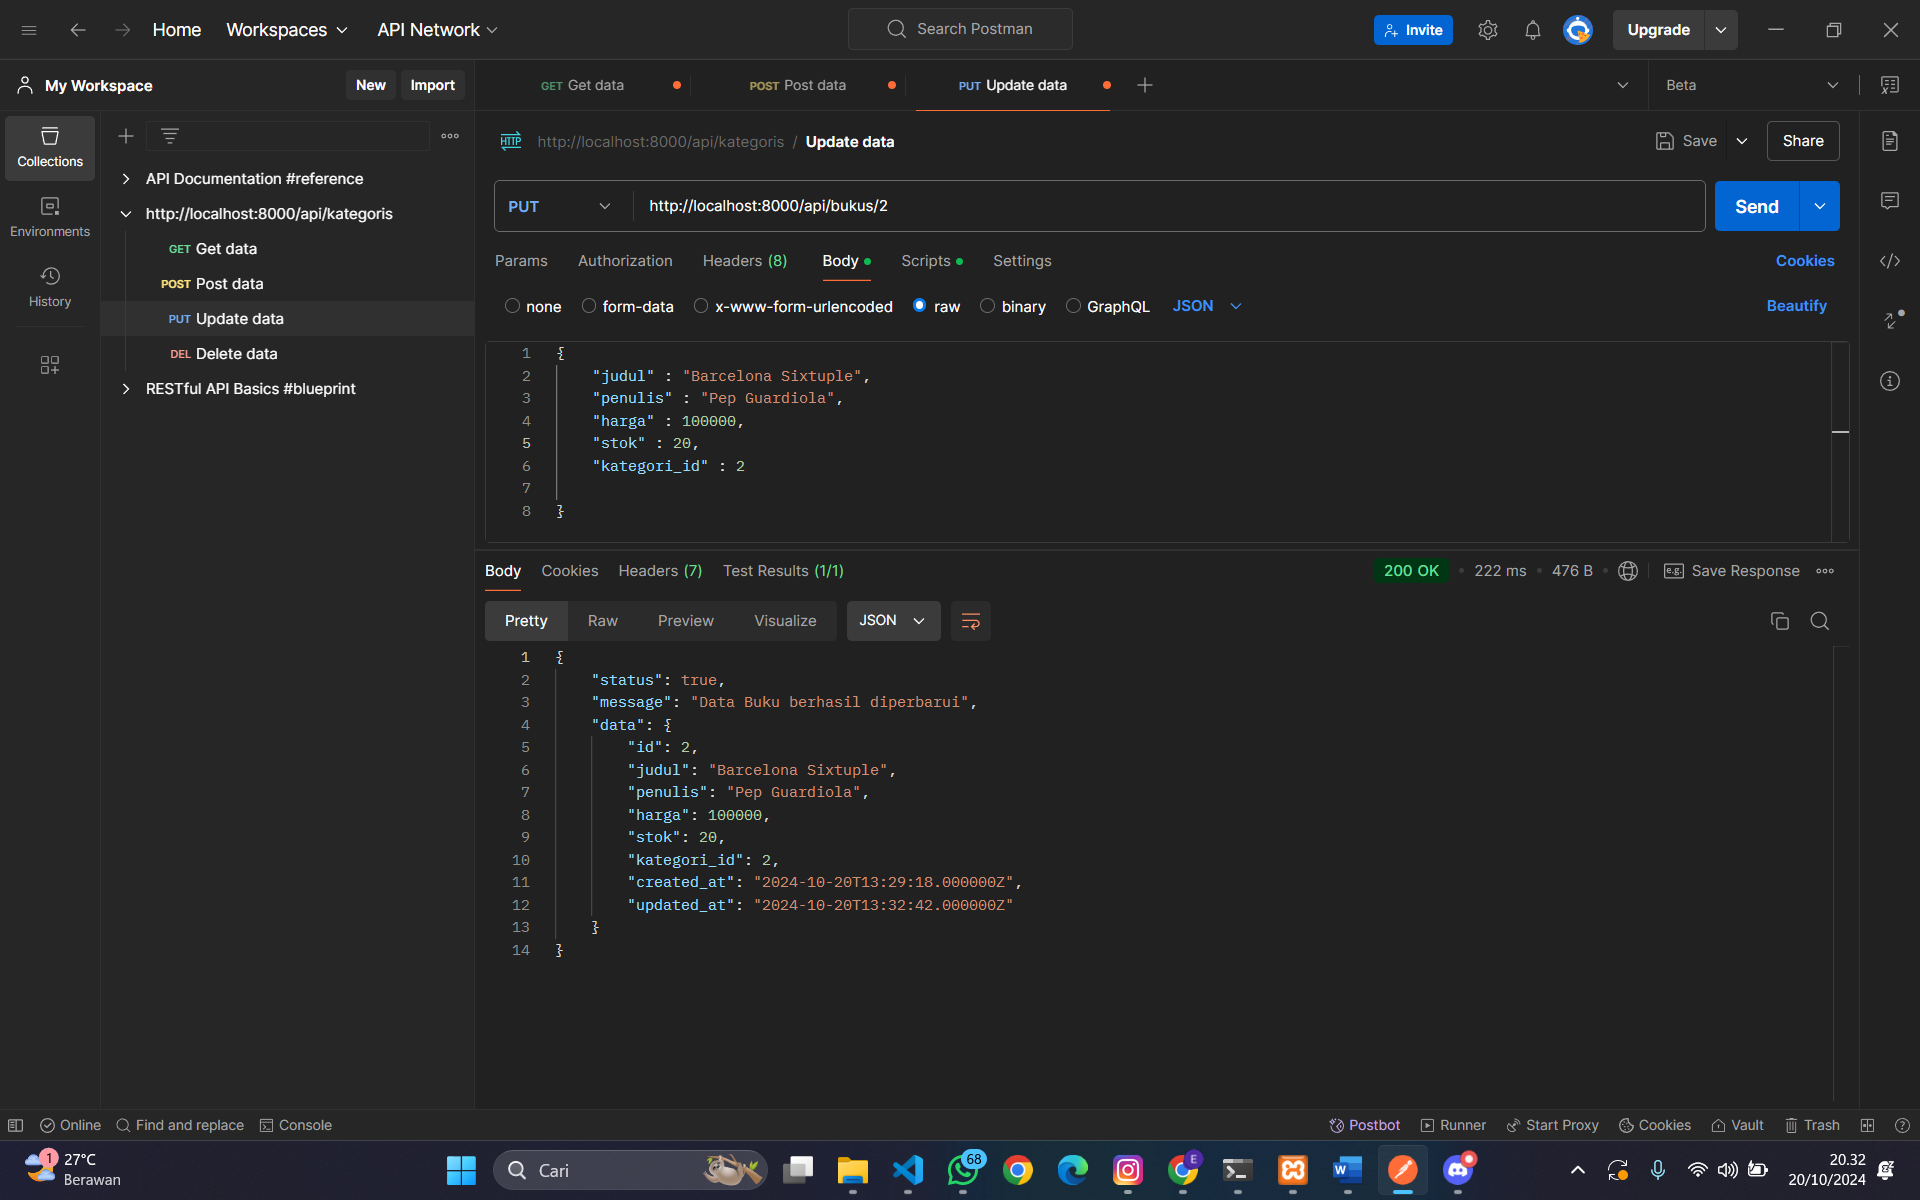 Home Workspaces API Network Search Postman Invite Upgrade
My Workspace New Import GET Get data POST Post data PUT Update data Beta
Collections
Environments
History
API Documentation #reference
http://localhost:8000/api/kategoris
GET Get data
POST Post data
PUT Update data
DEL Delete data
RESTful API Basics #blueprint
HTTP http://localhost:8000/api/kategoris / Update data Save Share
PUT http://localhost:8000/api/bukus/2 Send
Params Authorization Headers (8) Body Scripts Settings Cookies
none form-data x-www-form-urlencoded raw binary GraphQL JSON Beautify
1 {
2 "judul" : "Barcelona Sixtuple",
3 "penulis" : "Pep Guardiola",
4 "harga" : 100000,
5 "stok" : 20,
6 "kategori_id" : 2
7
8 }
Body Cookies Headers (7) Test Results (1/1) 200 OK • 222 ms • 476 B • e.g. Save Response
Pretty Raw Preview Visualize JSON
1 {
2 "status": true,
3 "message": "Data Buku berhasil diperbarui",
4 "data": {
5 "id": 2,
6 "judul": "Barcelona Sixtuple",
7 "penulis": "Pep Guardiola",
8 "harga": 100000,
9 "stok": 20,
10 "kategori_id": 2,
11 "created_at": "2024-10-20T13:29:18.000000Z",
12 "updated_at": "2024-10-20T13:32:42.000000Z"
13 }
14 }
Online Find and replace Console Postbot Runner Start Proxy Cookies Vault Trash
1 27°C
Berawan
Cari
68
E
20.32
20/10/2024